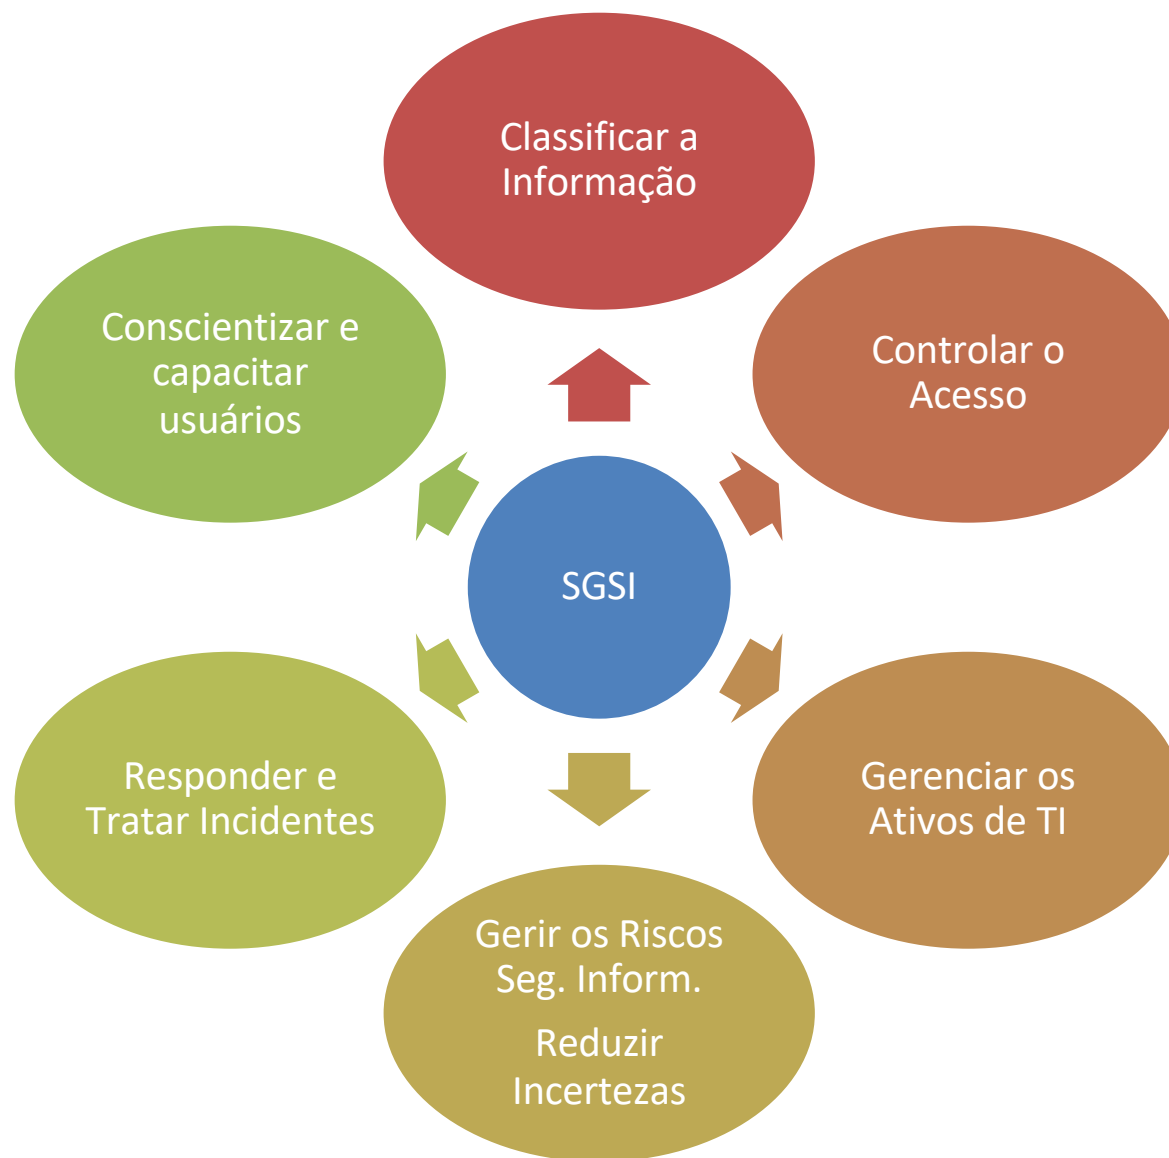 Classificar a
Informação
Conscientizar e
capacitar
usuários
Controlar o
Acesso
SGSI
Responder e
Tratar Incidentes
Gerenciar os
Ativos de TI
Gerir os Riscos
Seg. Inform.
Reduzir
Incertezas